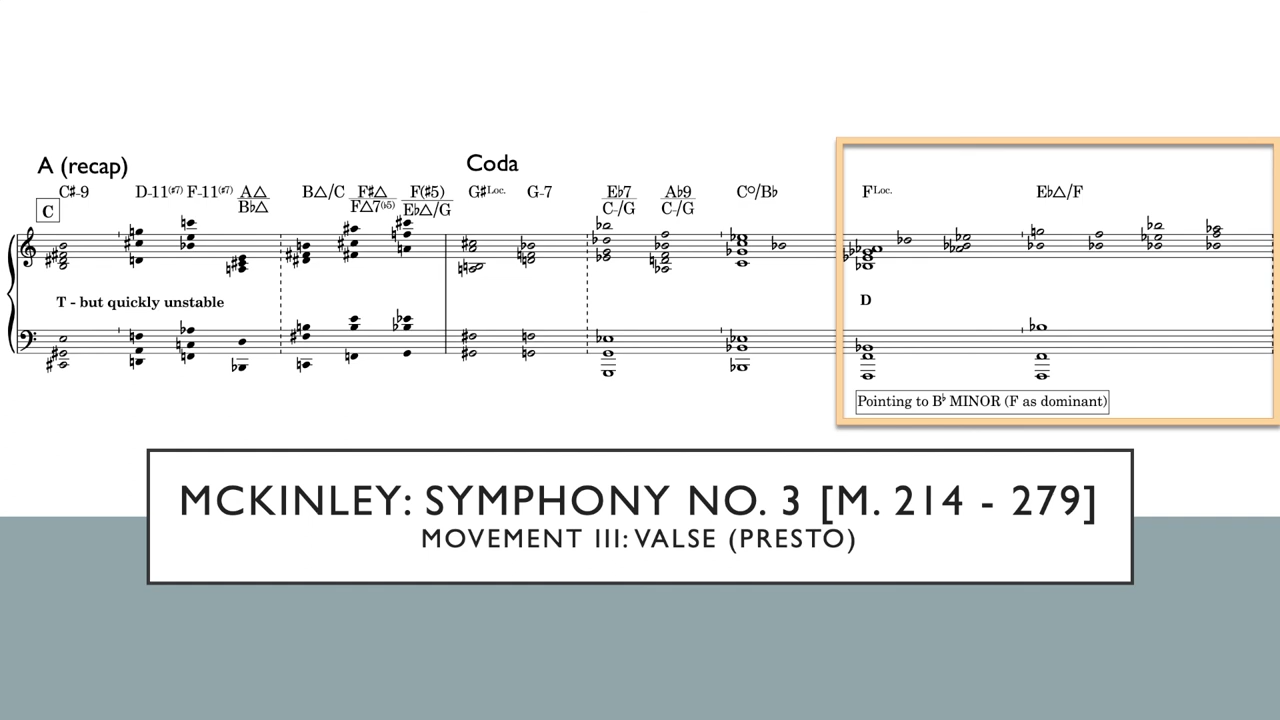 A (recap)
Coda
C
C♯-9 D-11(♯7) F-11(♯7) A△ B△/C F♯△ F(♯5) G♯Loc. G-7 E♭7 A♭9 C○/B♭ FLoc. E♭△/F
B♭△ F△7(♭5) E♭△/G C-/G C-/G
T - but quickly unstable
D
Pointing to B♭ MINOR (F as dominant)
MCKINLEY: SYMPHONY NO. 3 [M. 214 - 279]
MOVEMENT III: VALSE (PRESTO)